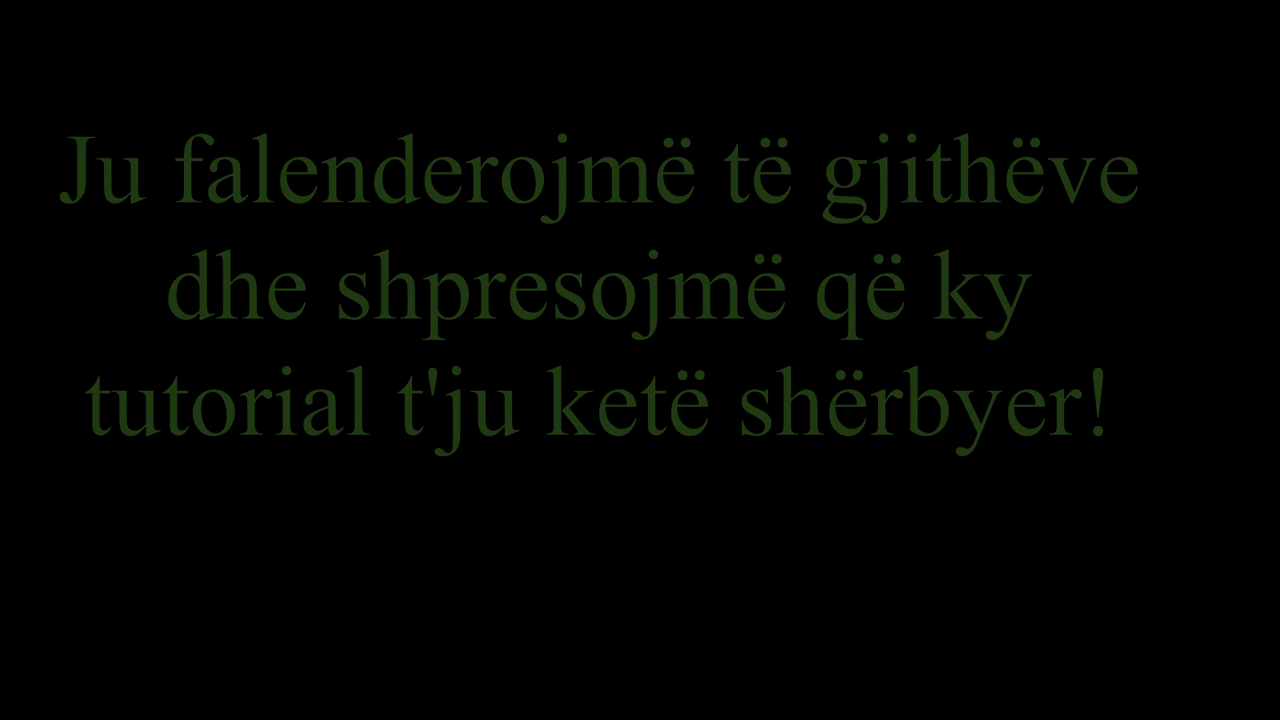 Ju falenderojmë të gjithëve
dhe shpresojmë që ky
tutorial t'ju ketë shërbyer!